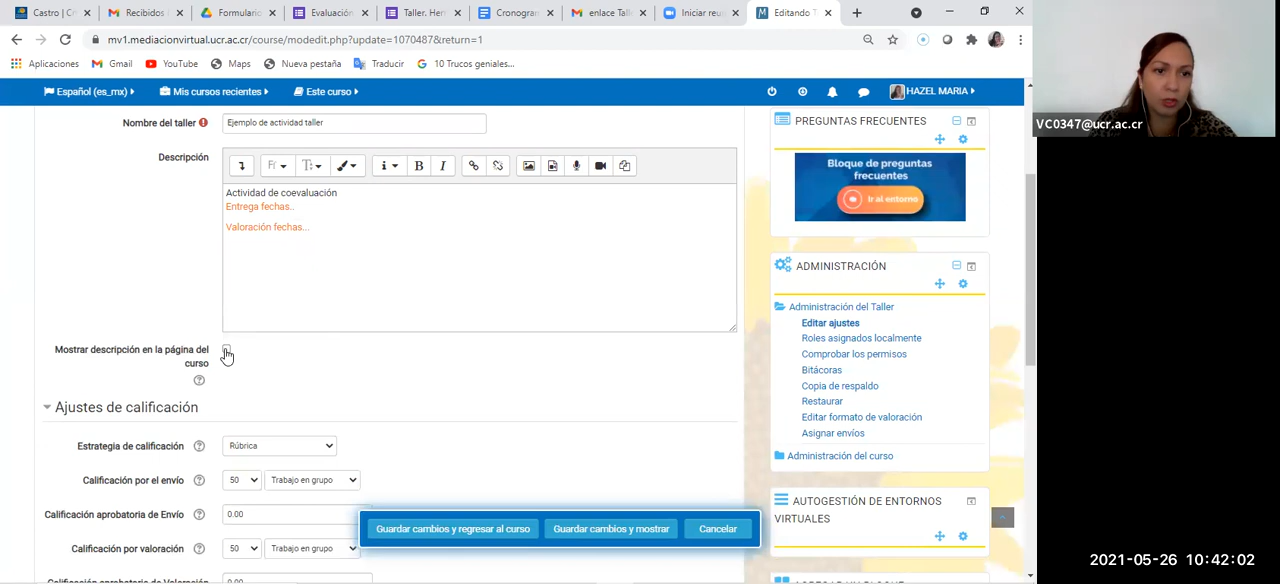 Castro | C
Recibidos
Formulario
Evaluación
Taller. Her
Cronogram
enlace Tall
Iniciar reu
Editando T
mv1.mediacionvirtual.ucr.ac.cr/course/modedit.php?update=1070487&return=1
Aplicaciones
Gmail
YouTube
Maps
Nueva pestaña
Traducir
10 Trucos geniales...
Español (es_mx)
Mis cursos recientes
Este curso
HAZEL MARIA
VC0347@ucr.ac.cr
Nombre del taller
Ejemplo de actividad taller
Descripción
Actividad de coevaluación
Entrega fechas..
Valoración fechas...
Mostrar descripción en la página del
curso
Ajustes de calificación
Estrategia de calificación
Rúbrica
Calificación por el envío
50
Trabajo en grupo
Calificación aprobatoria de Envío
0.00
Calificación por valoración
50
Trabajo en grupo
Calificación aprobatoria de Valoración
0.00
Guardar cambios y regresar al curso
Guardar cambios y mostrar
Cancelar
PREGUNTAS FRECUENTES
Bloque de preguntas
frecuentes
Ir al entorno
ADMINISTRACIÓN
Administración del Taller
Editar ajustes
Roles asignados localmente
Comprobar los permisos
Bitácoras
Copia de respaldo
Restaurar
Editar formato de valoración
Asignar envíos
Administración del curso
AUTOGESTIÓN DE ENTORNOS
VIRTUALES
2021-05-26 10:42:02